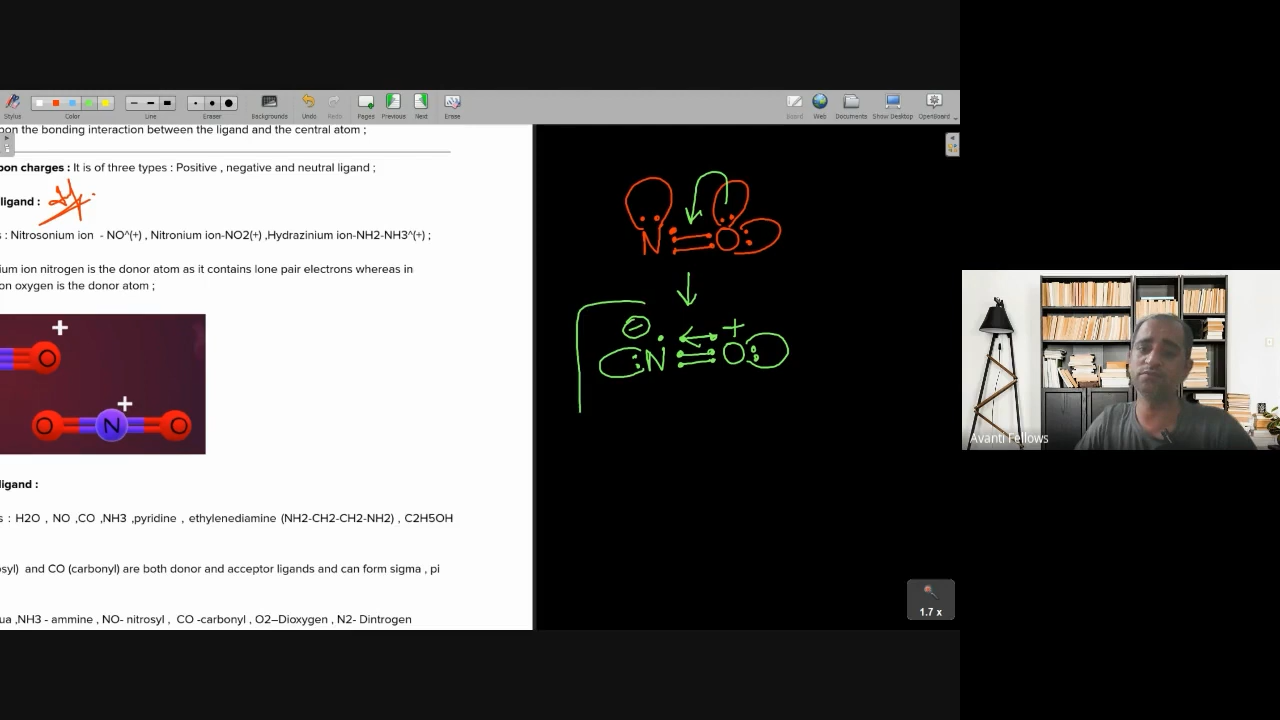 Stylus Color Line Eraser Backgrounds Undo Redo Pages Previous Next Erase Board Web Documents Show Desktop OpenBoard
pon the bonding interaction between the ligand and the central atom ;
pon charges : It is of three types : Positive , negative and neutral ligand ;
ligand :
s : Nitrosonium ion - NO^(+) , Nitronium ion-NO2(+) ,Hydrazinium ion-NH2-NH3^(+) ;
ium ion nitrogen is the donor atom as it contains lone pair electrons whereas in
on oxygen is the donor atom ;
+
O
+
O N O
ligand :
s : H2O , NO ,CO ,NH3 ,pyridine , ethylenediamine (NH2-CH2-CH2-NH2) , C2H5OH
osyl) and CO (carbonyl) are both donor and acceptor ligands and can form sigma , pi
ua ,NH3 - ammine , NO- nitrosyl , CO -carbonyl , O2–Dioxygen , N2- Dintrogen
N O
− +
N O
1.7 x
Avanti Fellows